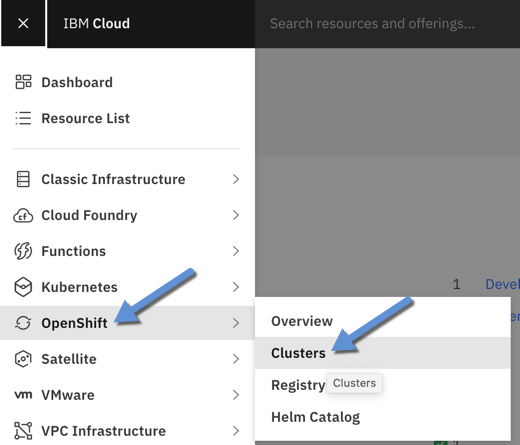 IBM Cloud
Search resources and offerings...
Dashboard
Resource List
Classic Infrastructure
cf
Cloud Foundry
Functions
Kubernetes
1
OpenShift
Overview
Clusters
Satellite
Registry
Clusters
vm
VMware
Helm Catalog
VPC Infrastructure